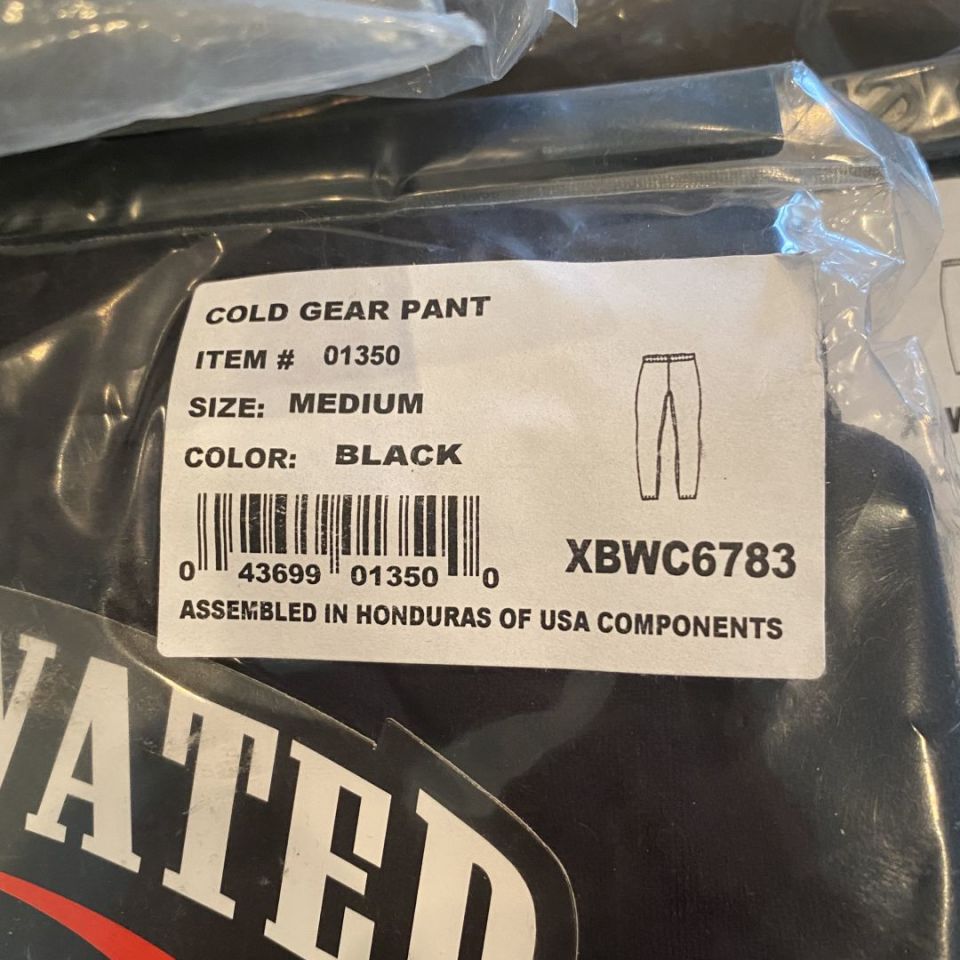 COLD GEAR PANT
ITEM # 01350
SIZE: MEDIUM
COLOR: BLACK
0 43699 01350 0
XBWC6783
ASSEMBLED IN HONDURAS OF USA COMPONENTS
VATED
W